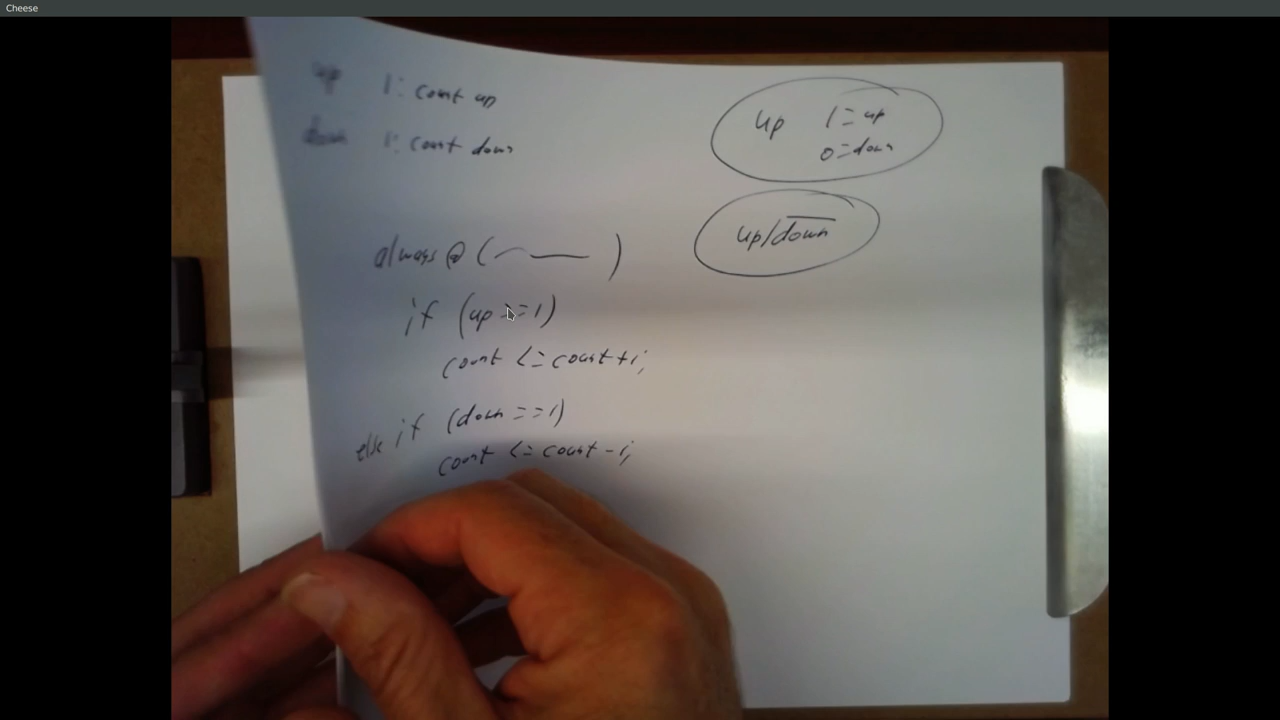 Cheese
up 1: count up
down 1: count down
always @ ( )
if (up == 1)
count <= count + 1;
else if (down == 1)
count <= count - 1;
up 1 = up
0 = down
up/down